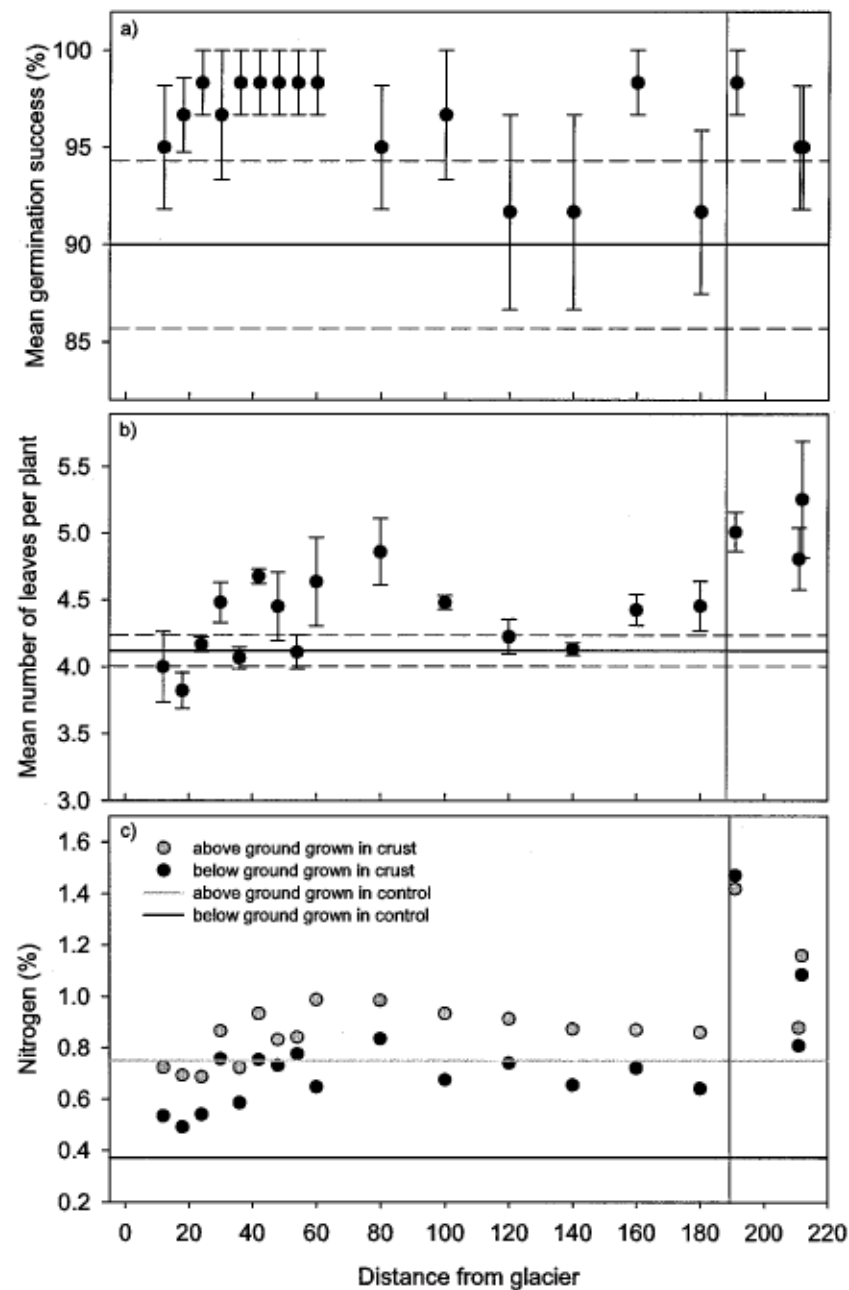 a)
Mean germination success (%)
100
95
90
85
b)
Mean number of leaves per plant
5.5
5.0
4.5
4.0
3.5
3.0
c)
above ground grown in crust
below ground grown in crust
above ground grown in control
below ground grown in control
Nitrogen (%)
1.6
1.4
1.2
1.0
0.8
0.6
0.4
0.2
0 20 40 60 80 100 120 140 160 180 200 220
Distance from glacier